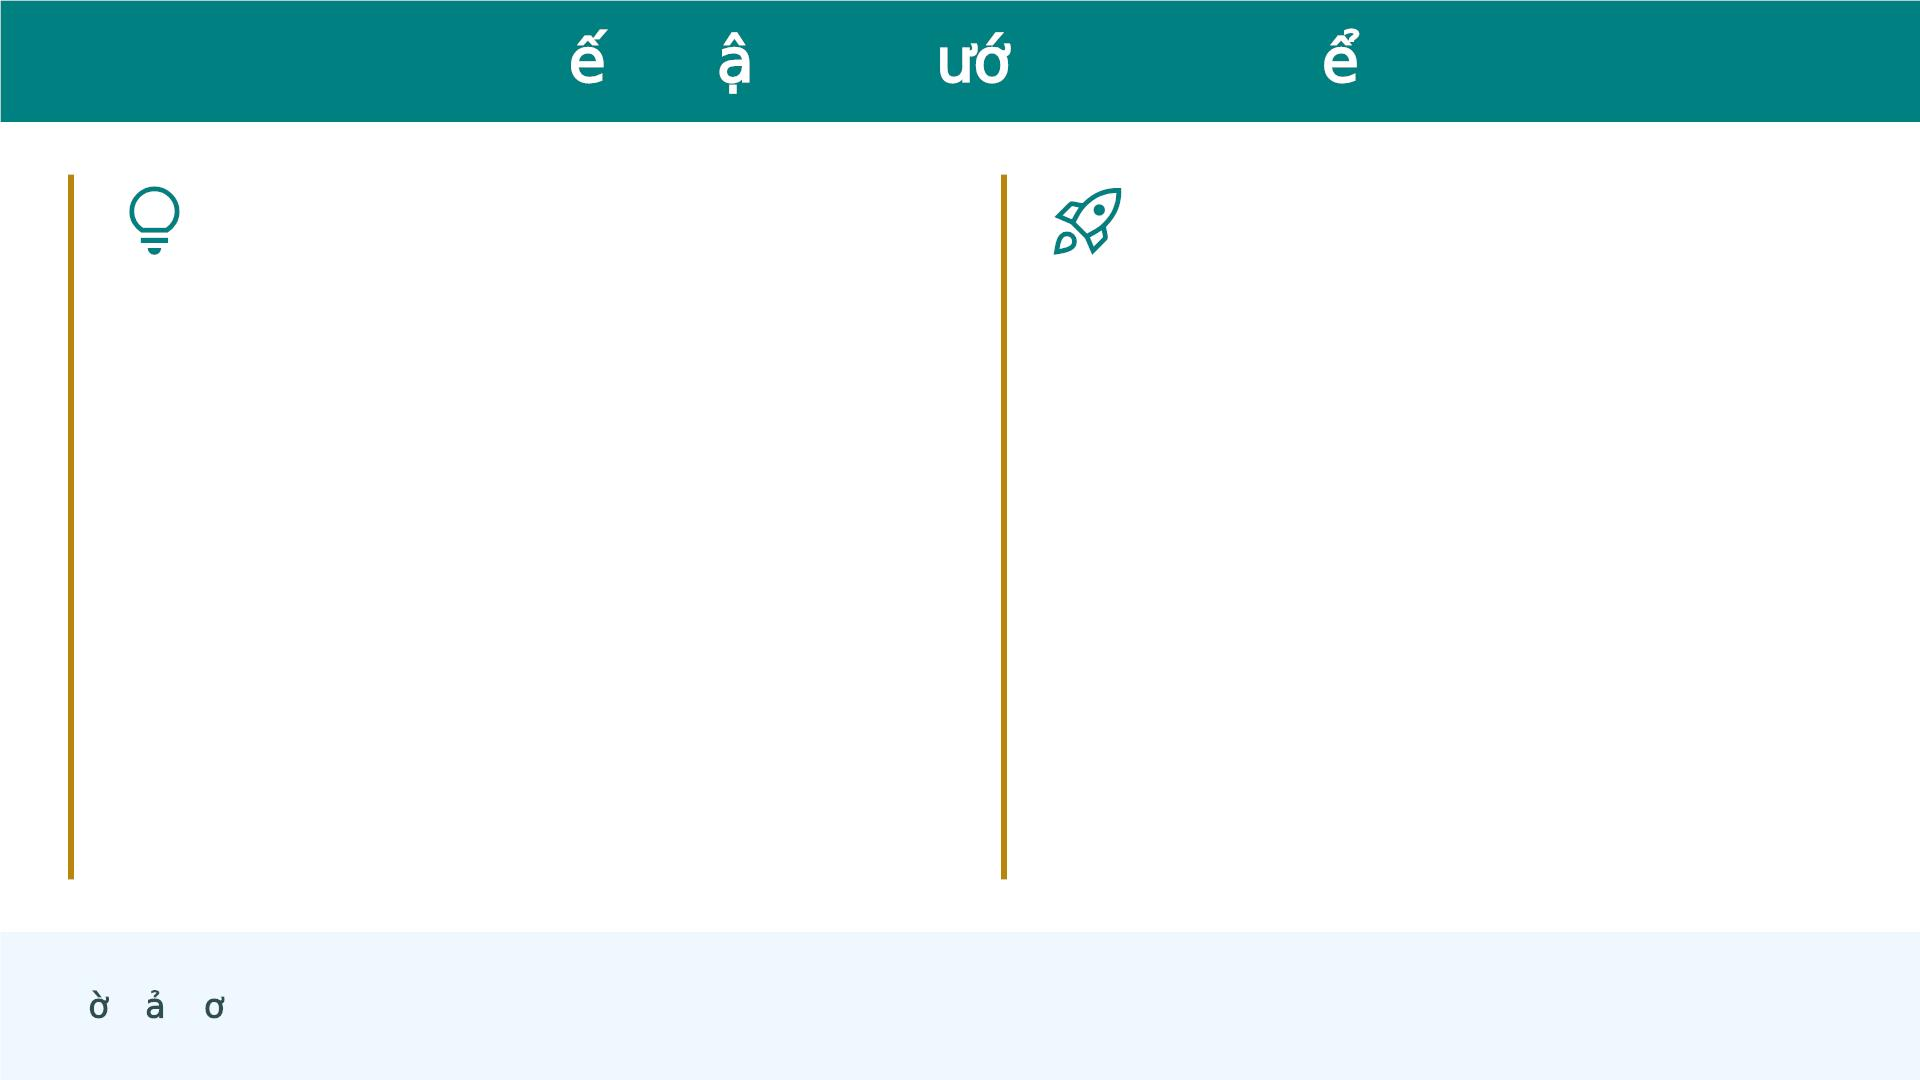 ế ậ ướ ể
ờ ả ơ